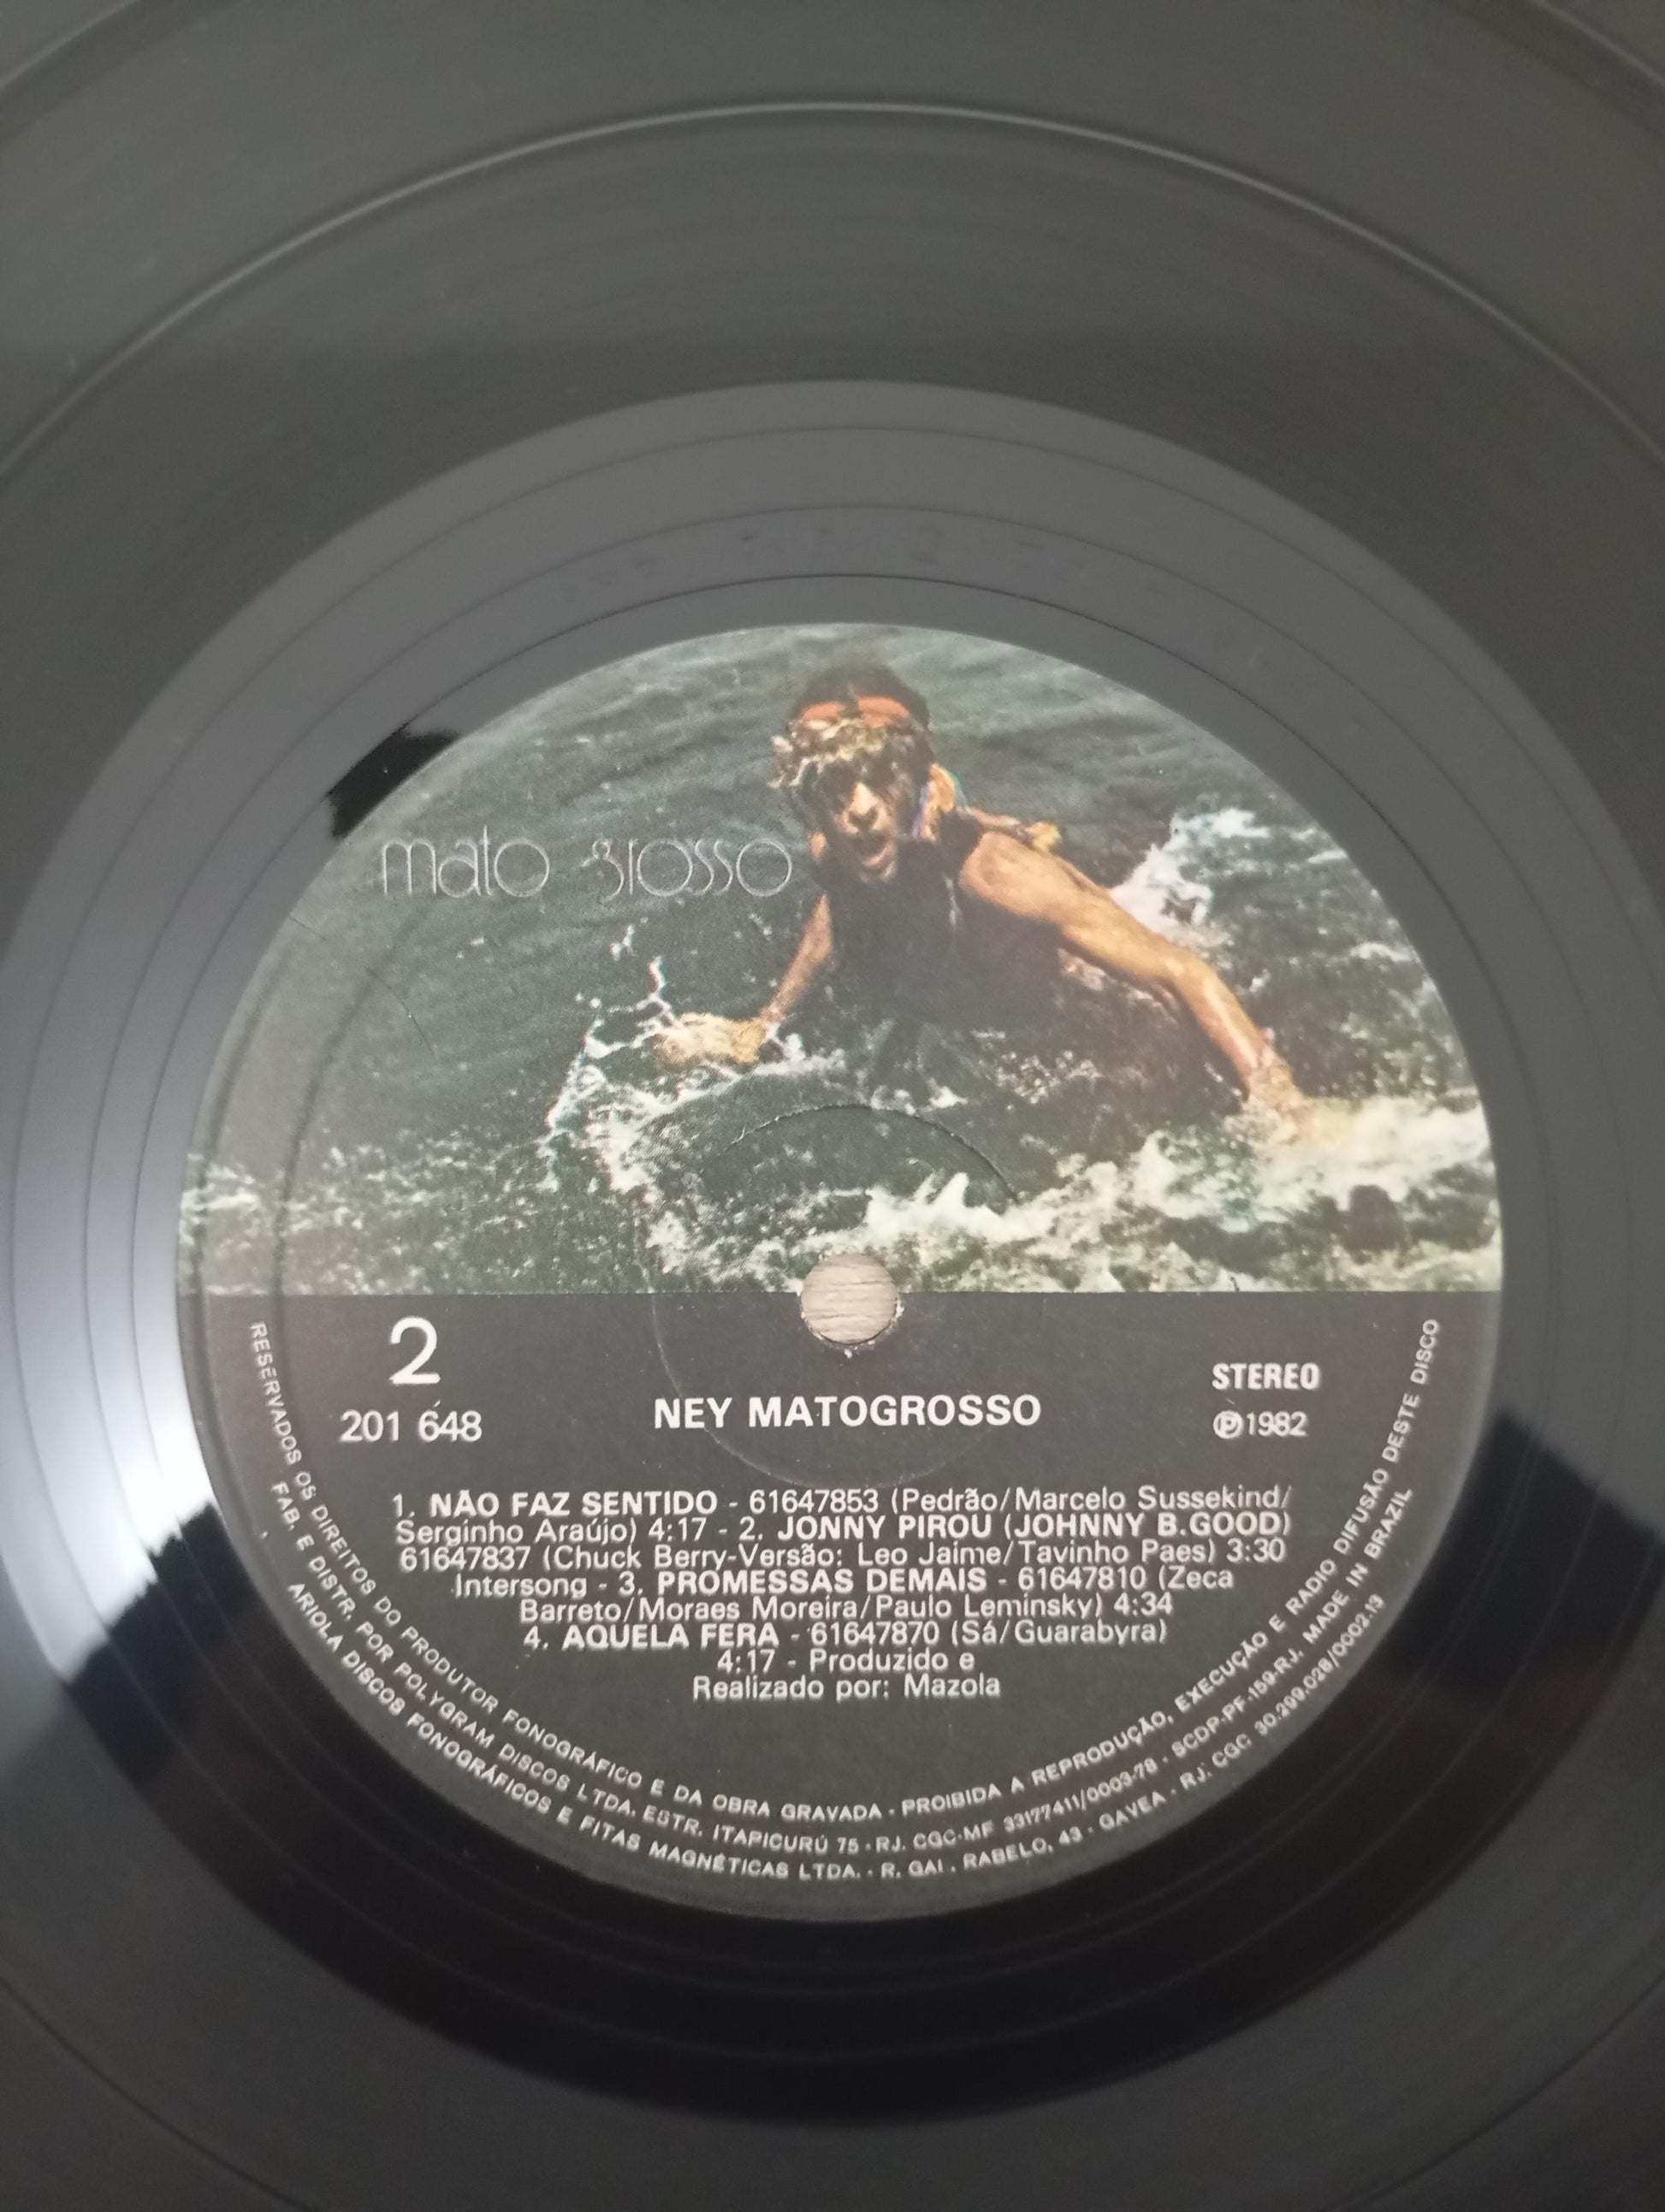 mato grosso
2
201 648
NEY MATOGROSSO
STEREO
℗1982
1. NÃO FAZ SENTIDO - 61647853 (Pedrão/Marcelo Sussekind/
Serginho Araújo) 4:17 - 2. JONNY PIROU (JOHNNY B.GOOD)
61647837 (Chuck Berry-Versão: Leo Jaime/Tavinho Paes) 3:30
Intersong - 3. PROMESSAS DEMAIS - 61647810 (Zeca
Barreto/Moraes Moreira/Paulo Leminsky) 4:34
4. AQUELA FERA - 61647870 (Sá/Guarabyra)
4:17 - Produzido e
Realizado por: Mazola
RESERVADOS OS DIREITOS DO PRODUTOR FONOGRÁFICO E DA OBRA GRAVADA - PROIBIDA A REPRODUÇÃO, EXECUÇÃO E RADIO DIFUSÃO DESTE DISCO
FAB. E DISTR. POR POLYGRAM DISCOS LTDA. ESTR. ITAPICURÚ 75 - RJ. CGC-MF 33177411/0003-78 - SCDP-PF-159-RJ. MADE IN BRAZIL
ARIOLA DISCOS FONOGRÁFICOS E FITAS MAGNÉTICAS LTDA. - R. GAL. RABELO, 43 - GAVEA - RJ. CGC 30.299.028/0002.13